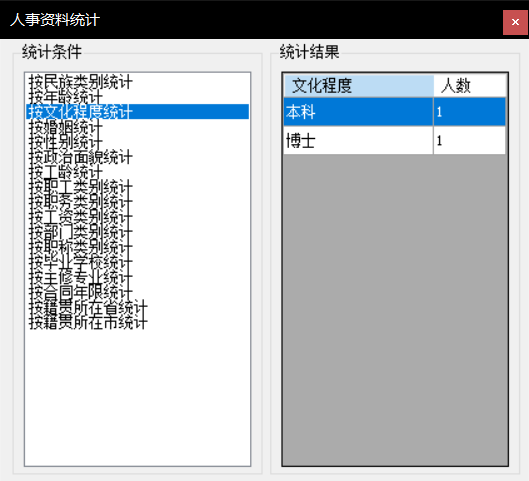 人事资料统计
统计条件
按民族类别统计
按年龄统计
按文化程度统计
按婚姻统计
按性别统计
按政治面貌统计
按工龄统计
按职工类别统计
按职务类别统计
按工资类别统计
按部门类别统计
按职称类别统计
按毕业学校统计
按主修专业统计
按合同年限统计
按籍贯所在省统计
按籍贯所在市统计
统计结果
文化程度 人数
本科 1
博士 1